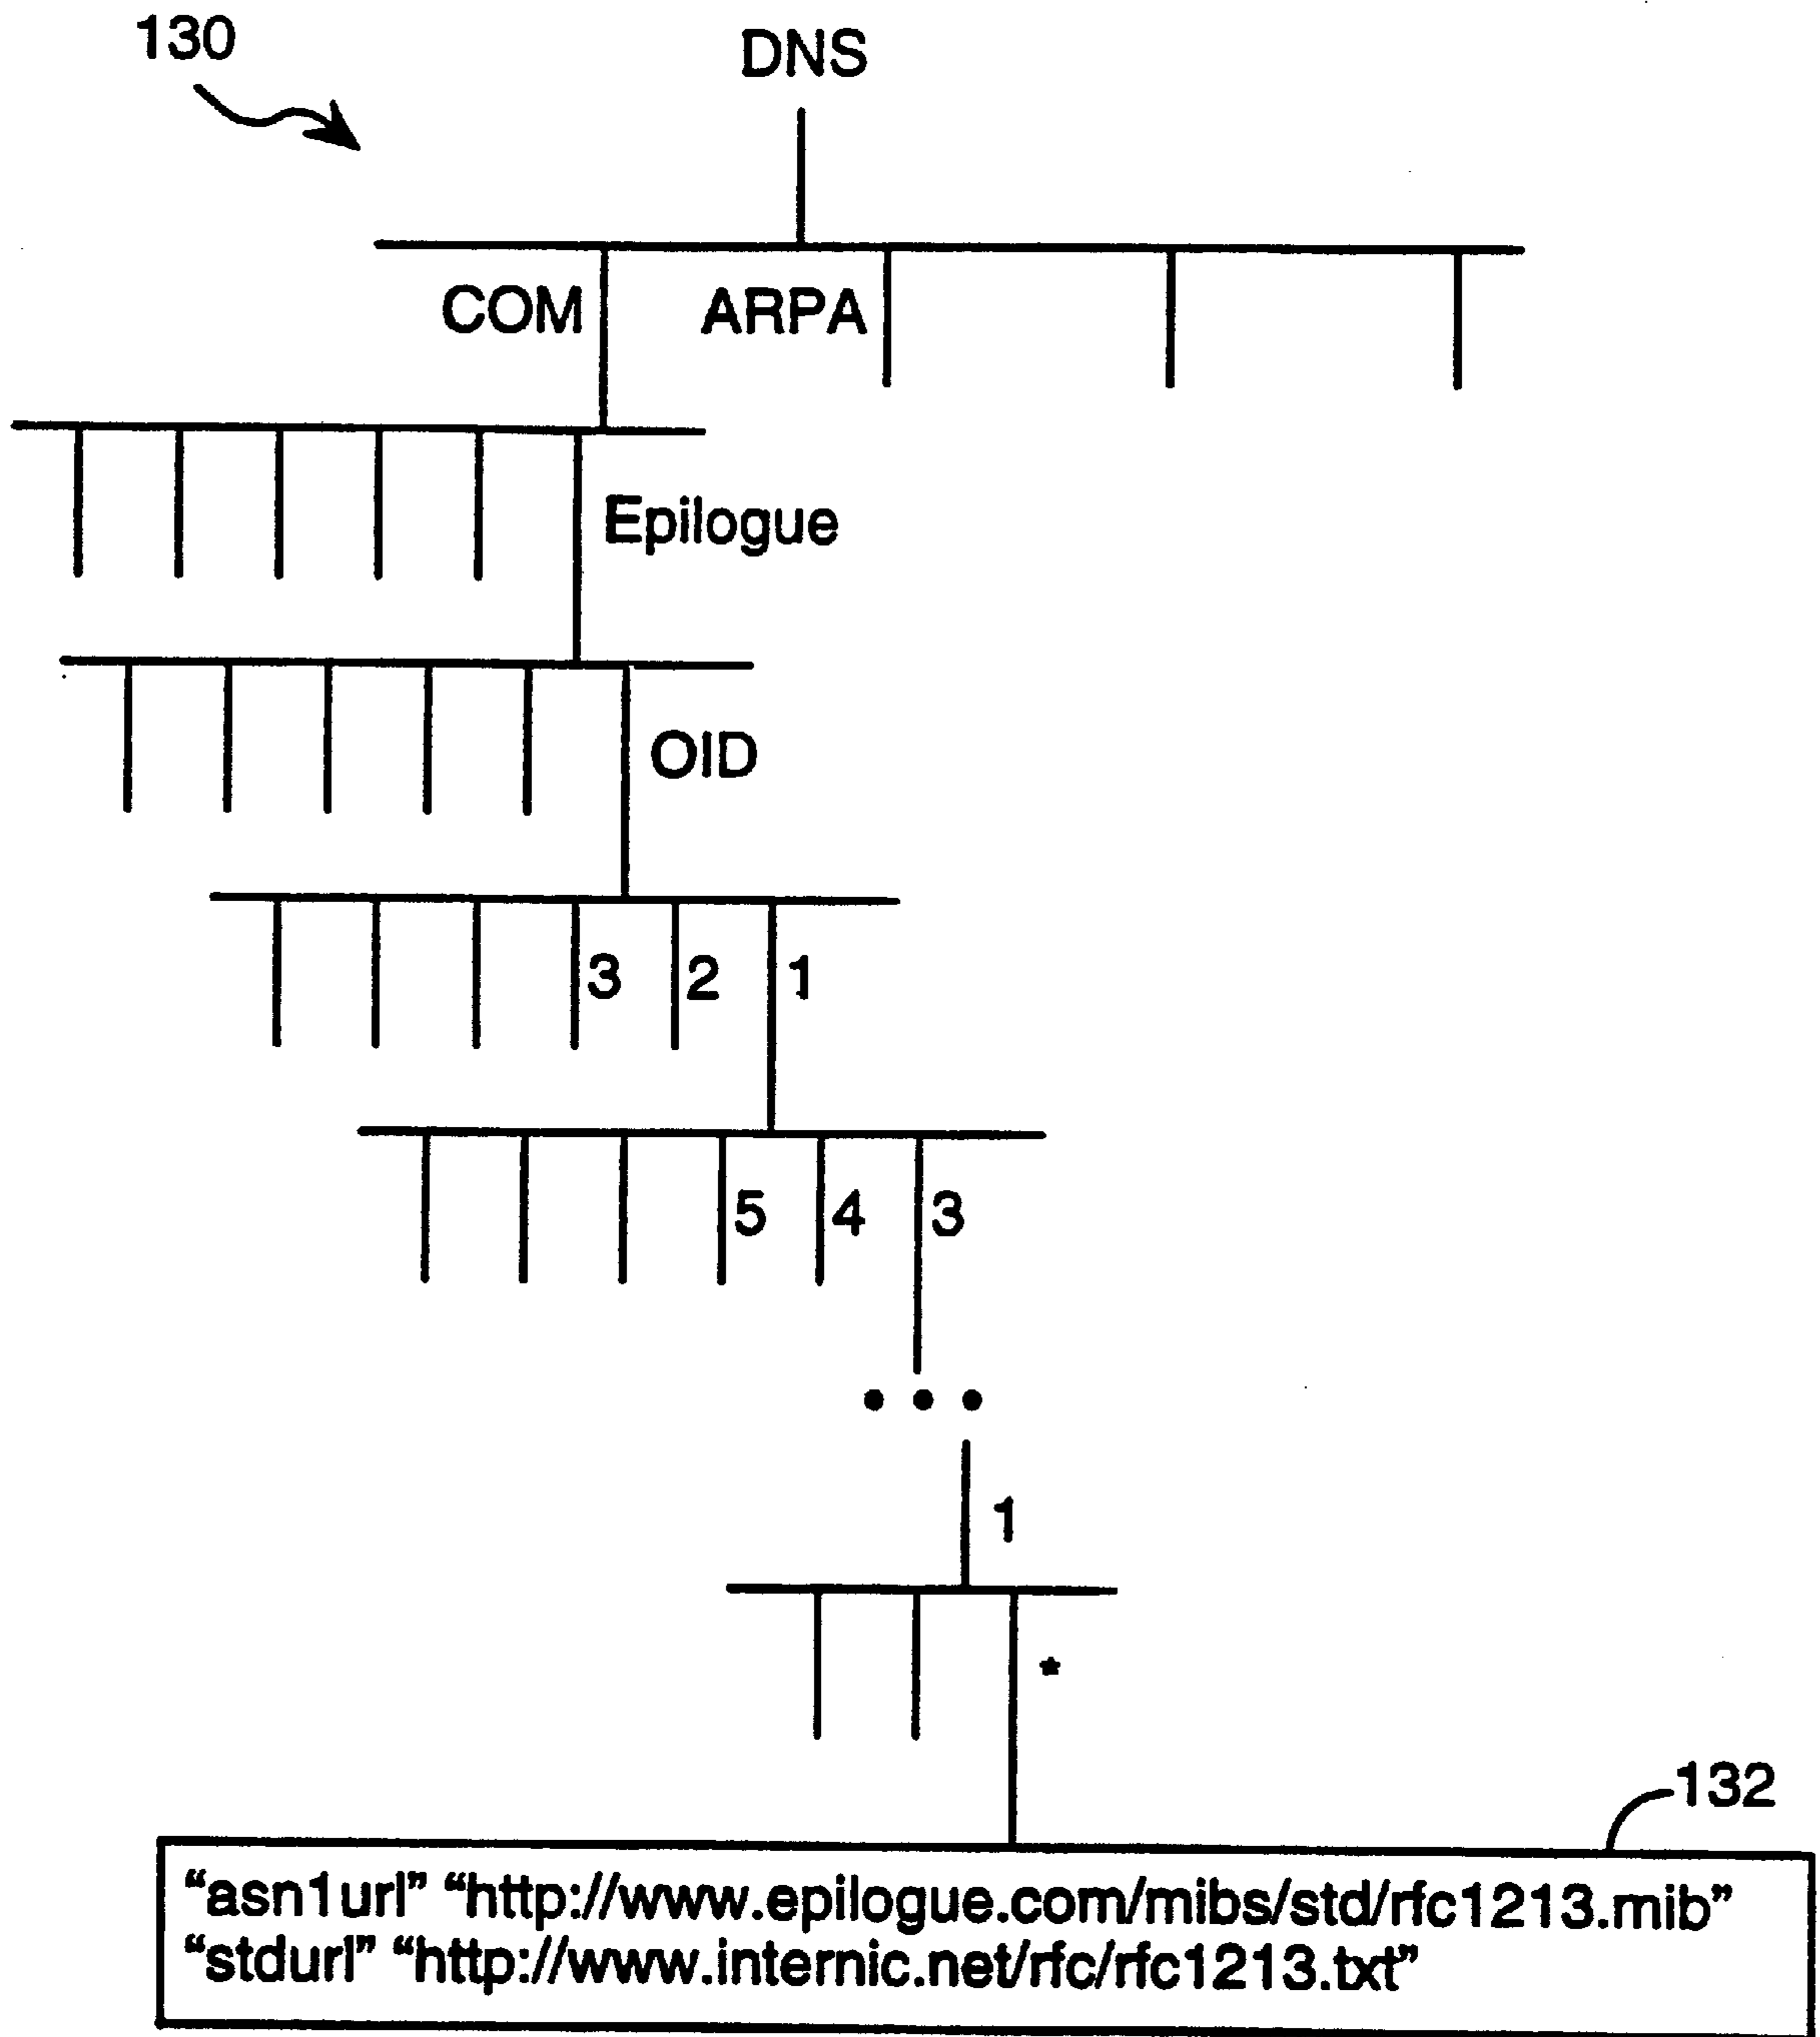 130
DNS
COM ARPA
Epilogue
OID
3 2 1
5 4 3
• • •
1
*
132
“asn1url” “http://www.epilogue.com/mibs/std/rfc1213.mib”
“stdurl” “http://www.internic.net/rfc/rfc1213.txt”